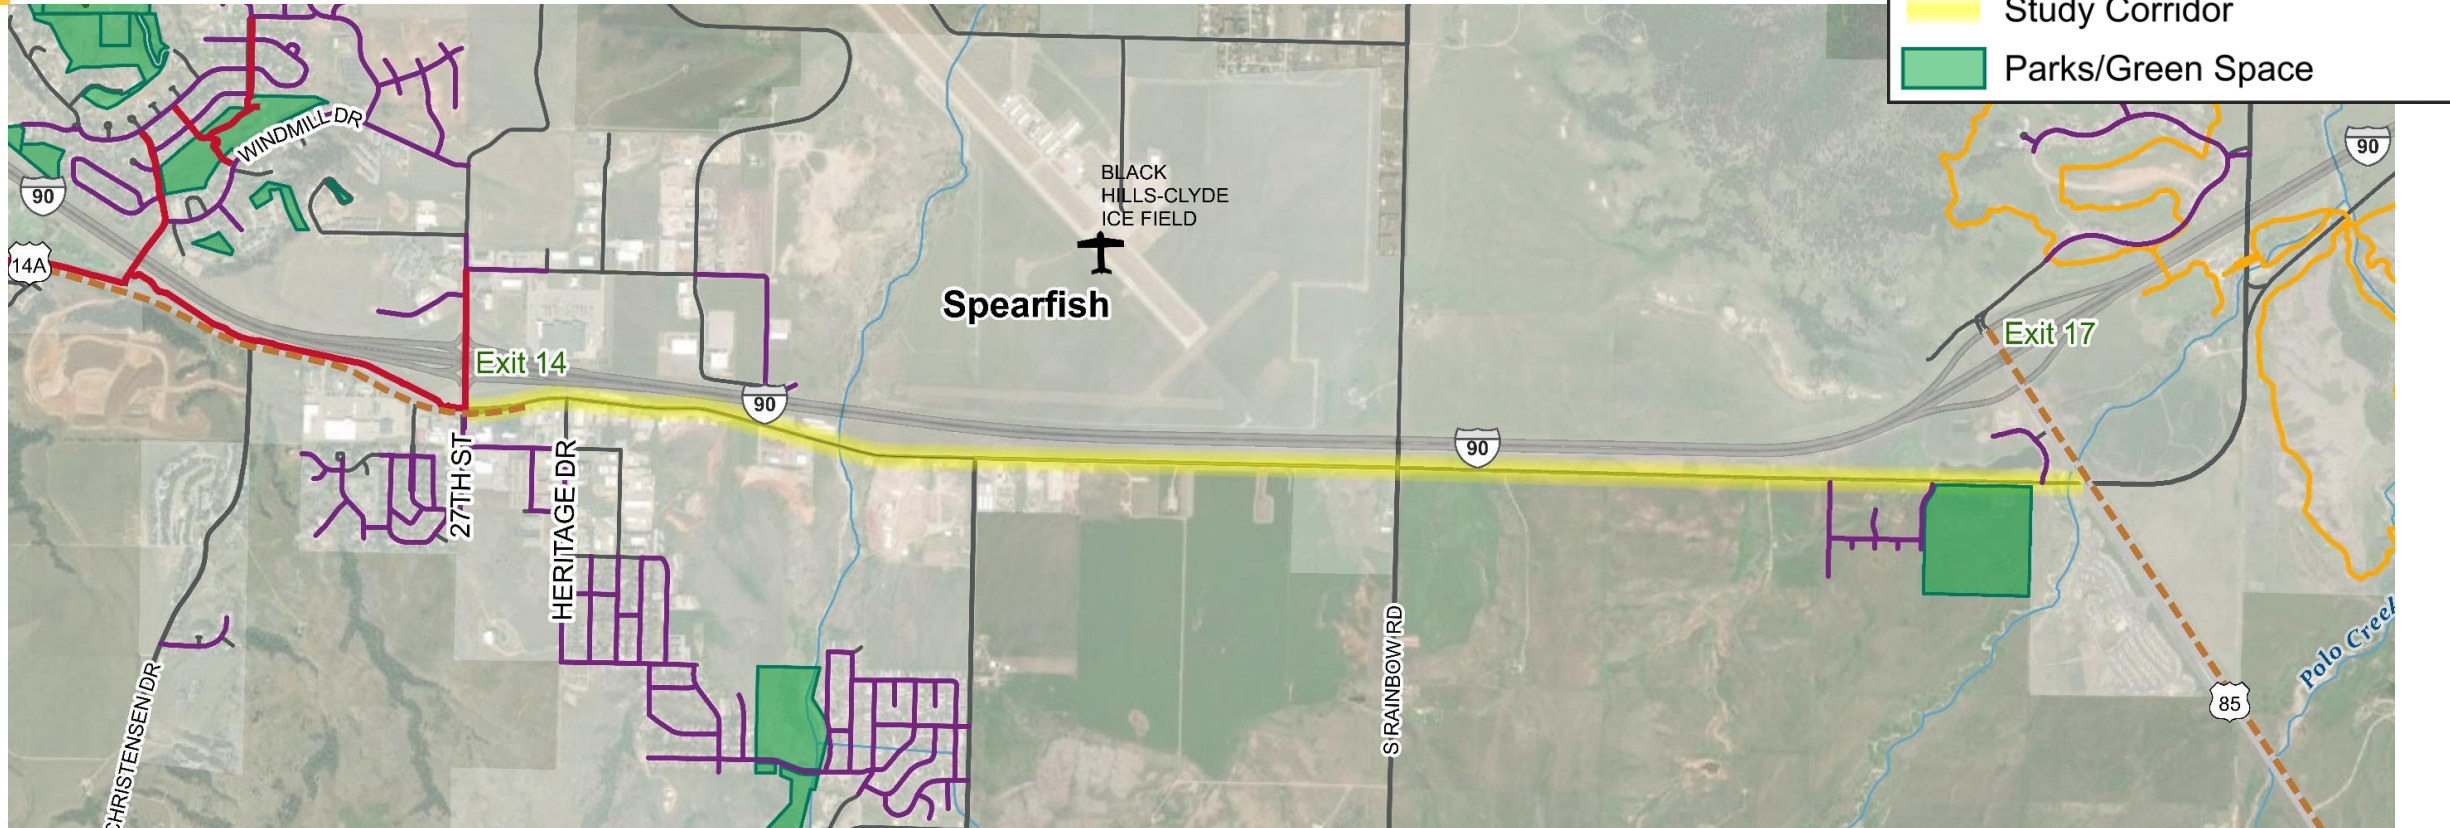 Study Corridor
Parks/Green Space
WINDMILL DR
90
90
BLACK
HILLS-CLYDE
ICE FIELD
14A
Spearfish
Exit 14
Exit 17
90
90
27TH ST
HERITAGE DR
S RAINBOW RD
CHRISTENSEN DR
Polo Creek
85